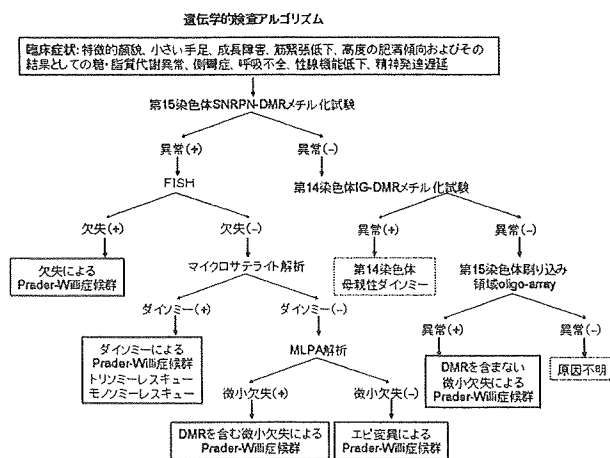 遺伝学的検査アルゴリズム
臨床症状: 特徴的顔貌、小さい手足、成長障害、筋緊張低下、高度の肥満傾向およびその
結果としての糖・脂質代謝異常、側彎症、呼吸不全、性腺機能低下、精神発達遅延
第15染色体SNRPN-DMRメチル化試験
異常(+)
異常(−)
FISH
第14染色体IG-DMRメチル化試験
欠失(+)
欠失(−)
異常(+)
異常(−)
欠失による
Prader-Willi症候群
マイクロサテライト解析
第14染色体
母親性ダイソミー
第15染色体刷り込み
領域oligo-array
ダイソミー(+)
ダイソミー(−)
異常(+)
異常(−)
ダイソミーによる
Prader-Willi症候群
トリソミーレスキュー
モノソミーレスキュー
MLPA解析
DMRを含まない
微小欠失による
Prader-Willi症候群
原因不明
微小欠失(+)
微小欠失(−)
DMRを含む微小欠失による
Prader-Willi症候群
エピ変異による
Prader-Willi症候群